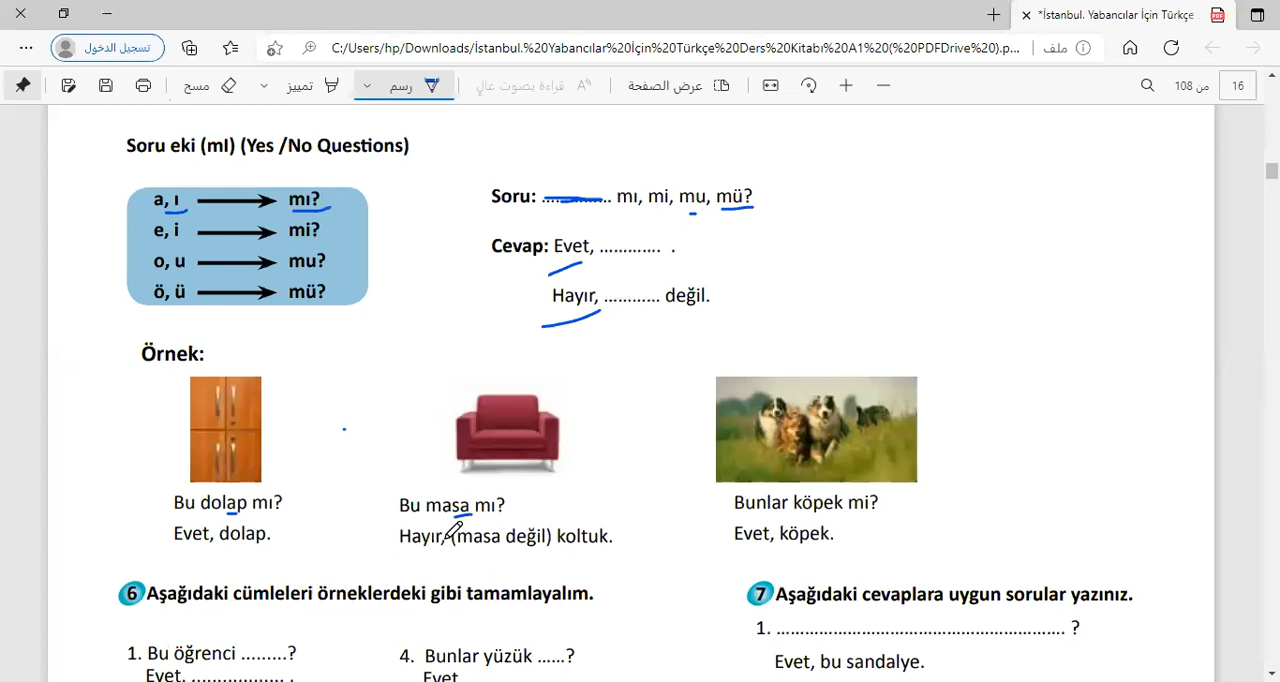 *İstanbul. Yabancılar İçin Türkçe
تسجيل الدخول
C:/Users/hp/Downloads/İstanbul.%20Yabancılar%20İçin%20Türkçe%20Ders%20Kitabı%20A1%20(%20PDFDrive%20).p...
ملف
مسح
تمييز
رسم
قراءة بصوت عالٍ
عرض الصفحة
من 108
16
Soru eki (mI) (Yes /No Questions)
a, ı mı?
e, i mi?
o, u mu?
ö, ü mü?
Soru: .............. mı, mi, mu, mü?
Cevap: Evet, ............. .
Hayır, ............ değil.
Örnek:
Bu dolap mı?
Evet, dolap.
Bu masa mı?
Hayır, (masa değil) koltuk.
Bunlar köpek mi?
Evet, köpek.
6 Aşağıdaki cümleleri örneklerdeki gibi tamamlayalım.
1. Bu öğrenci .........?
Evet, ................... .
4. Bunlar yüzük ......?
Evet
7 Aşağıdaki cevaplara uygun sorular yazınız.
1. ............................................................. ?
Evet, bu sandalye.